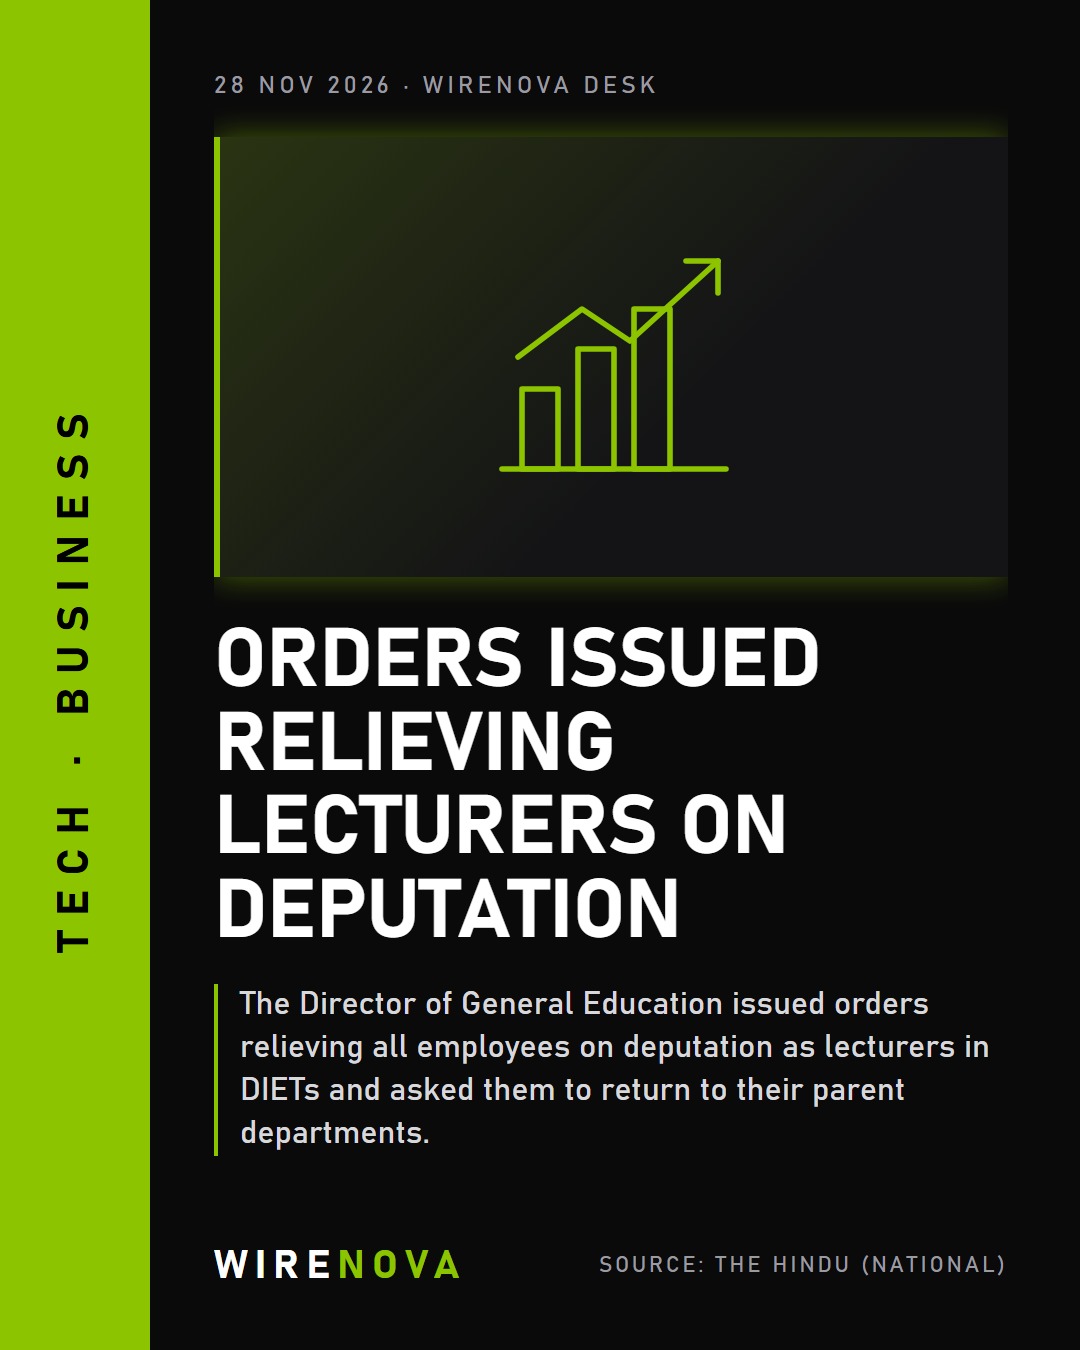 28 NOV 2026 · WIRENOVA DESK
TECH · BUSINESS
ORDERS ISSUED
RELIEVING
LECTURERS ON
DEPUTATION
The Director of General Education issued orders
relieving all employees on deputation as lecturers in
DIETs and asked them to return to their parent
departments.
WIRENOVA
SOURCE: THE HINDU (NATIONAL)